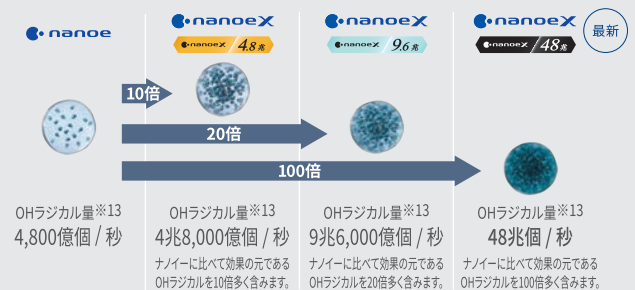 nanoe
nanoe X
nanoe X 4.8兆
nanoe X
nanoe X 9.6兆
nanoe X
nanoe X 48兆
最新
10倍
20倍
100倍
OHラジカル量※13
4,800億個 / 秒
OHラジカル量※13
4兆8,000億個 / 秒
ナノイーに比べて効果の元である
OHラジカルを10倍多く含みます。
OHラジカル量※13
9兆6,000億個 / 秒
ナノイーに比べて効果の元である
OHラジカルを20倍多く含みます。
OHラジカル量※13
48兆個 / 秒
ナノイーに比べて効果の元である
OHラジカルを100倍多く含みます。